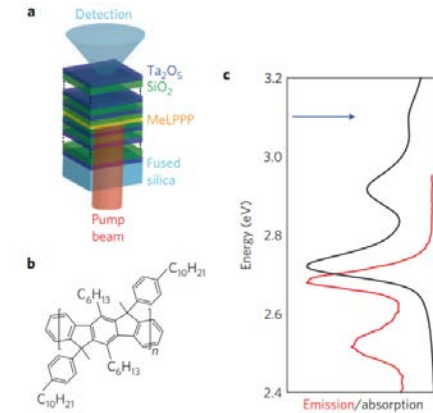 a
Detection
Ta₂O₅
SiO₂
MeLPPP
Fused
silica
Pump
beam
b
C₁₀H₂₁
C₆H₁₃
n
C₆H₁₃
C₁₀H₂₁
c
3.2
3.0
2.8
2.6
2.4
Energy (eV)
Emission/absorption